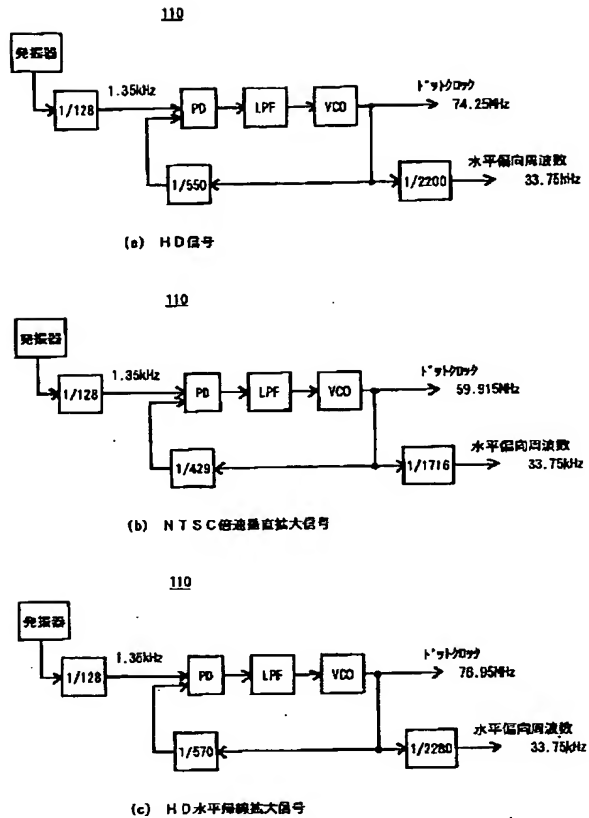 110
発振器
1/128
1.35kHz
PD
LPF
VCO
ドットクロック
74.25MHz
1/550
1/2200
水平偏向周波数
33.75kHz
(a) HD信号
110
発振器
1/128
1.35kHz
PD
LPF
VCO
ドットクロック
59.915MHz
1/429
1/1716
水平偏向周波数
33.75kHz
(b) NTSC倍速垂直拡大信号
110
発振器
1/128
1.35kHz
PD
LPF
VCO
ドットクロック
76.95MHz
1/570
1/2280
水平偏向周波数
33.75kHz
(c) HD水平帰線拡大信号